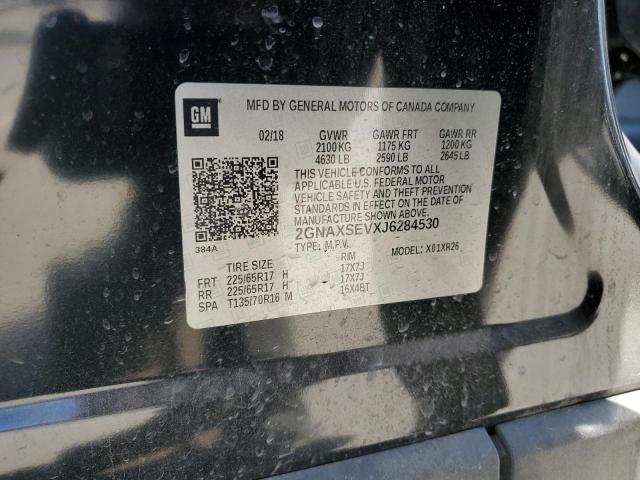 GM
MFD BY GENERAL MOTORS OF CANADA COMPANY
02/18 GVWR GAWR FRT GAWR RR
2100 KG 1175 KG 1200 KG
4630 LB 2590 LB 2645 LB
THIS VEHICLE CONFORMS TO ALL
APPLICABLE U.S. FEDERAL MOTOR
VEHICLE SAFETY AND THEFT PREVENTION
STANDARDS IN EFFECT ON THE DATE OF
MANUFACTURE SHOWN ABOVE.
2GNAXSEVXJ6284530
384A TYPE: M.P.V. MODEL: X01XR26
TIRE SIZE RIM
FRT 225/65R17 H 17X7J
RR 225/65R17 H 17X7J
SPA T135/70R16 M 16X4BT